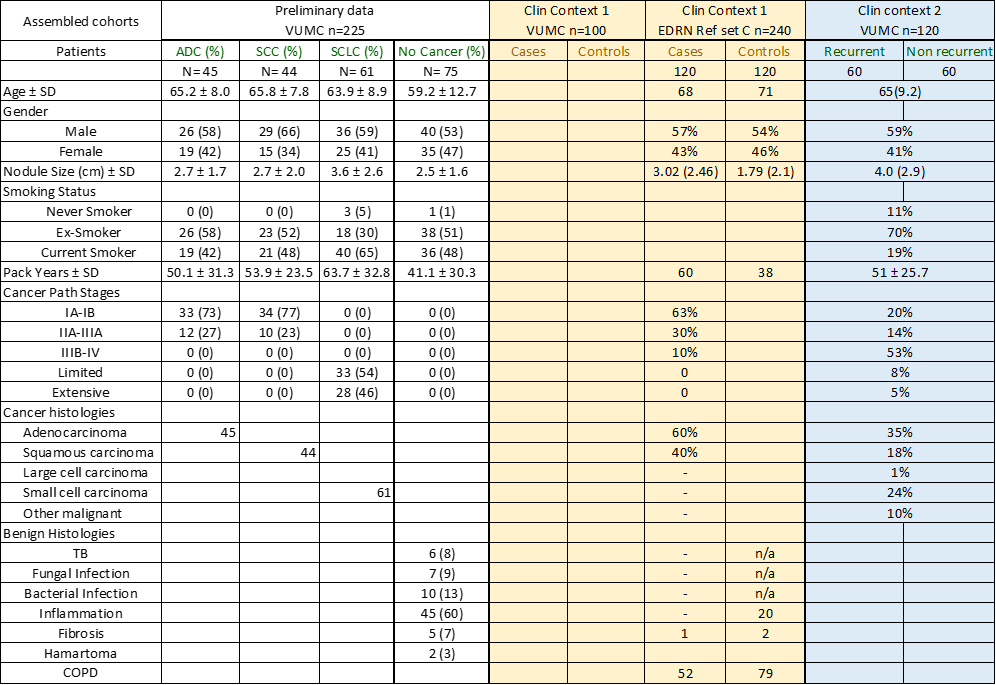 Assembled cohorts Preliminary data Clin Context 1 Clin Context 1 Clin context 2
VUMC n=225 VUMC n=100 EDRN Ref set C n=240 VUMC n=120
Patients ADC (%) SCC (%) SCLC (%) No Cancer (%) Cases Controls Cases Controls Recurrent Non recurrent
N= 45 N= 44 N= 61 N= 75 120 120 60 60
Age ± SD 65.2 ± 8.0 65.8 ± 7.8 63.9 ± 8.9 59.2 ± 12.7 68 71 65(9.2)
Gender
Male 26 (58) 29 (66) 36 (59) 40 (53) 57% 54% 59%
Female 19 (42) 15 (34) 25 (41) 35 (47) 43% 46% 41%
Nodule Size (cm) ± SD 2.7 ± 1.7 2.7 ± 2.0 3.6 ± 2.6 2.5 ± 1.6 3.02 (2.46) 1.79 (2.1) 4.0 (2.9)
Smoking Status
Never Smoker 0 (0) 0 (0) 3 (5) 1 (1) 11%
Ex-Smoker 26 (58) 23 (52) 18 (30) 38 (51) 70%
Current Smoker 19 (42) 21 (48) 40 (65) 36 (48) 19%
Pack Years ± SD 50.1 ± 31.3 53.9 ± 23.5 63.7 ± 32.8 41.1 ± 30.3 60 38 51 ± 25.7
Cancer Path Stages
IA-IB 33 (73) 34 (77) 0 (0) 0 (0) 63% 20%
IIA-IIIA 12 (27) 10 (23) 0 (0) 0 (0) 30% 14%
IIIB-IV 0 (0) 0 (0) 0 (0) 0 (0) 10% 53%
Limited 0 (0) 0 (0) 33 (54) 0 (0) 0 8%
Extensive 0 (0) 0 (0) 28 (46) 0 (0) 0 5%
Cancer histologies
Adenocarcinoma 45 60% 35%
Squamous carcinoma 44 40% 18%
Large cell carcinoma - 1%
Small cell carcinoma 61 - 24%
Other malignant - 10%
Benign Histologies
TB 6 (8) - n/a
Fungal Infection 7 (9) - n/a
Bacterial Infection 10 (13) - n/a
Inflammation 45 (60) - 20
Fibrosis 5 (7) 1 2
Hamartoma 2 (3)
COPD 52 79